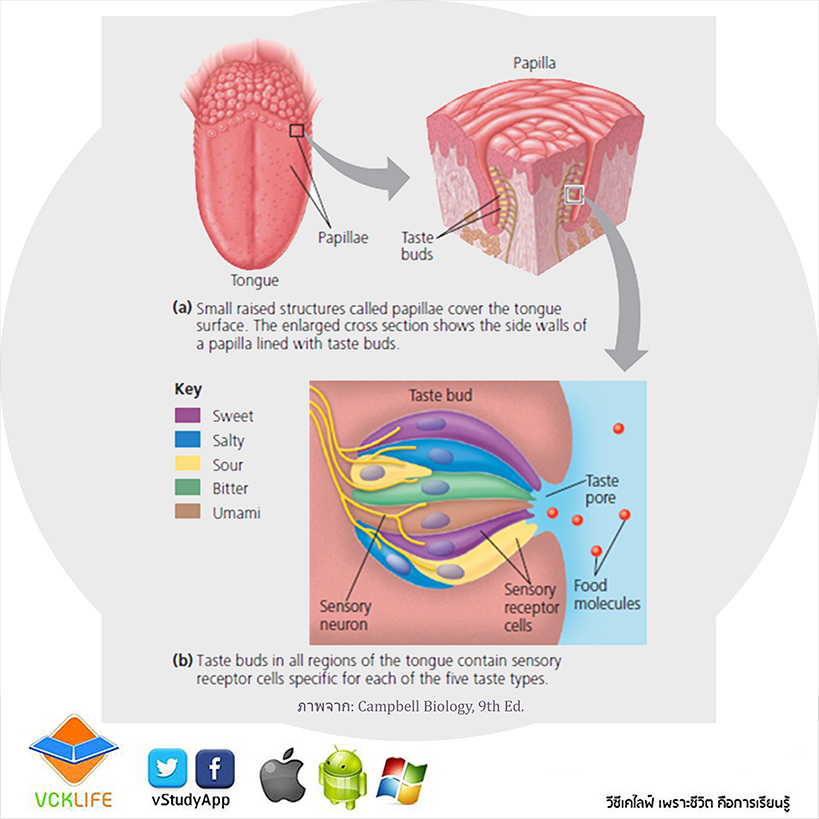 Papilla
Papillae
Taste
buds
Tongue
(a) Small raised structures called papillae cover the tongue
surface. The enlarged cross section shows the side walls of
a papilla lined with taste buds.
Key
Sweet
Salty
Sour
Bitter
Umami
Taste bud
Taste
pore
Sensory
neuron
Sensory
receptor
cells
Food
molecules
(b) Taste buds in all regions of the tongue contain sensory
receptor cells specific for each of the five taste types.
ภาพจาก: Campbell Biology, 9th Ed.
VCKLIFE
vStudyApp
วีซีเคไลฟ์ เพราะชีวิต คือการเรียนรู้